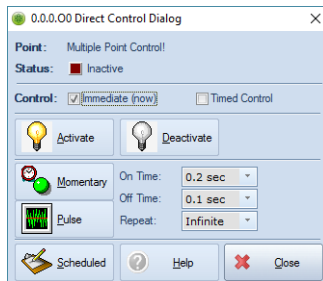 0.0.0.O0 Direct Control Dialog
Point: Multiple Point Control!
Status: Inactive
Control: Immediate (now) Timed Control
Activate Deactivate
Momentary On Time: 0.2 sec
Off Time: 0.1 sec
Pulse Repeat: Infinite
Scheduled Help Close